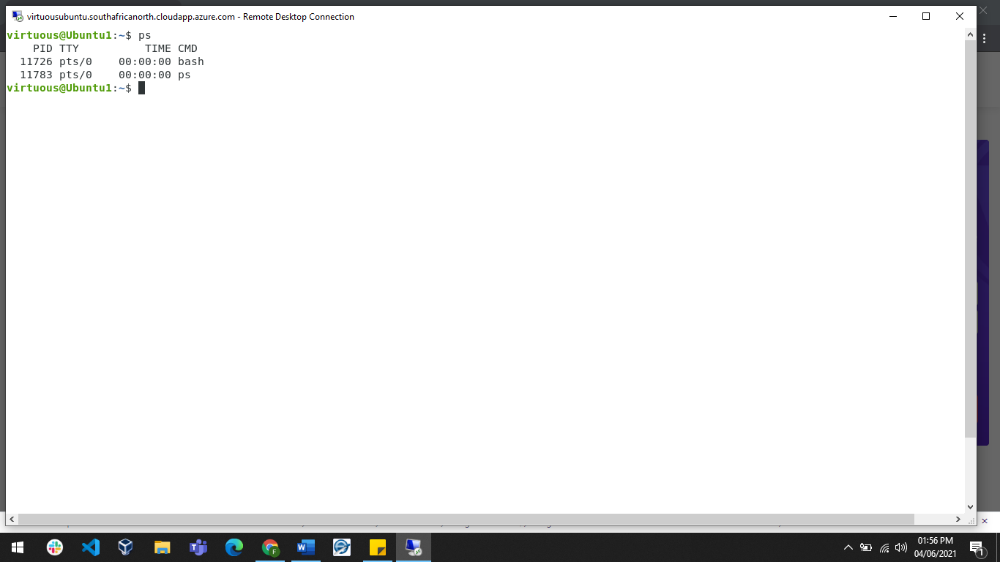 virtuousubuntu.southafricanorth.cloudapp.azure.com - Remote Desktop Connection
virtuous@Ubuntu1:~$ ps
    PID TTY          TIME CMD
  11726 pts/0    00:00:00 bash
  11783 pts/0    00:00:00 ps
virtuous@Ubuntu1:~$
F
W
01:56 PM
04/06/2021
1